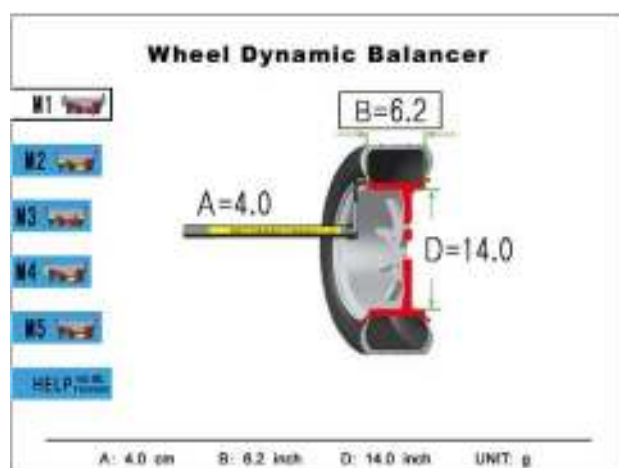 Wheel Dynamic Balancer
M1
B=6.2
M2
A=4.0
M3
D=14.0
M4
M5
HELP
A: 4.0 cm B: 6.2 inch D: 14.0 inch UNIT: g